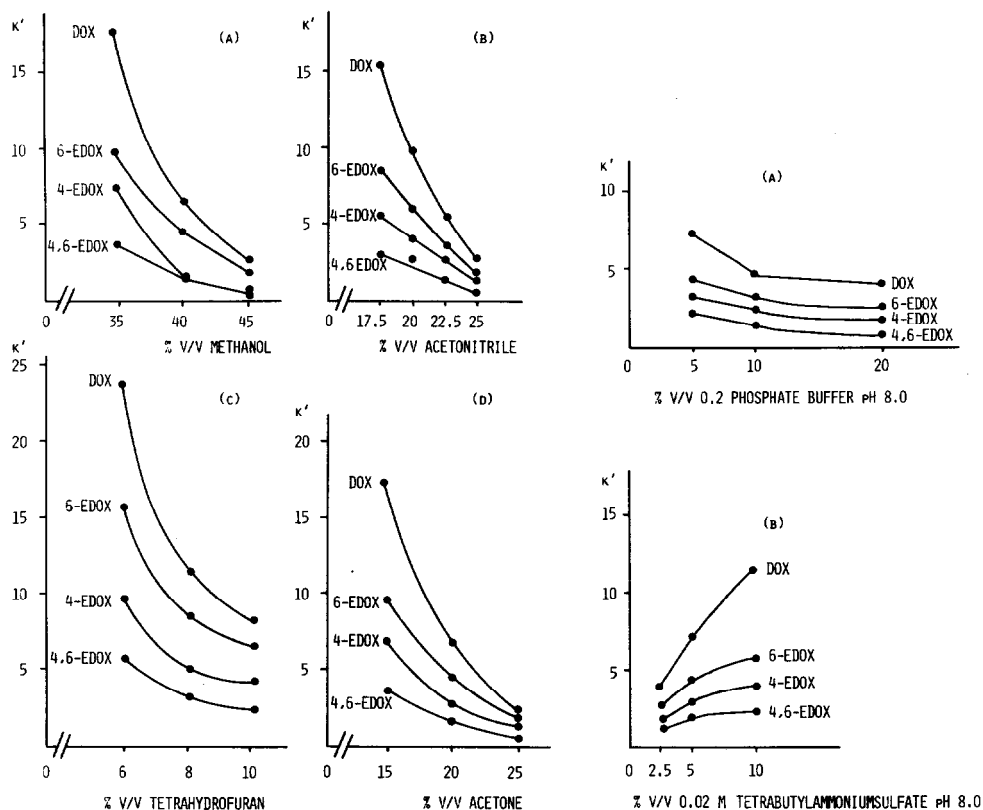 K'
(A)
DOX
15
10
6-EDOX
4-EDOX
5
4,6-EDOX
0
35
40
45
% V/V METHANOL
K'
(B)
DOX
15
10
6-EDOX
4-EDOX
5
4,6 EDOX
0
17.5
20
22.5
25
% V/V ACETONITRILE
K'
(A)
10
5
DOX
6-EDOX
4-EDOX
4,6-EDOX
0
5
10
20
% V/V 0.2 PHOSPHATE BUFFER pH 8.0
K'
25
(C)
DOX
20
15
6-EDOX
10
4-EDOX
5
4,6-EDOX
0
6
8
10
% V/V TETRAHYDROFURAN
K'
(D)
20
DOX
15
10
6-EDOX
4-EDOX
5
4,6-EDOX
0
15
20
25
% V/V ACETONE
K'
(B)
15
10
DOX
5
6-EDOX
4-EDOX
4,6-EDOX
0
2.5
5
10
% V/V 0.02 M TETRABUTYLAMMONIUMSULFATE pH 8.0